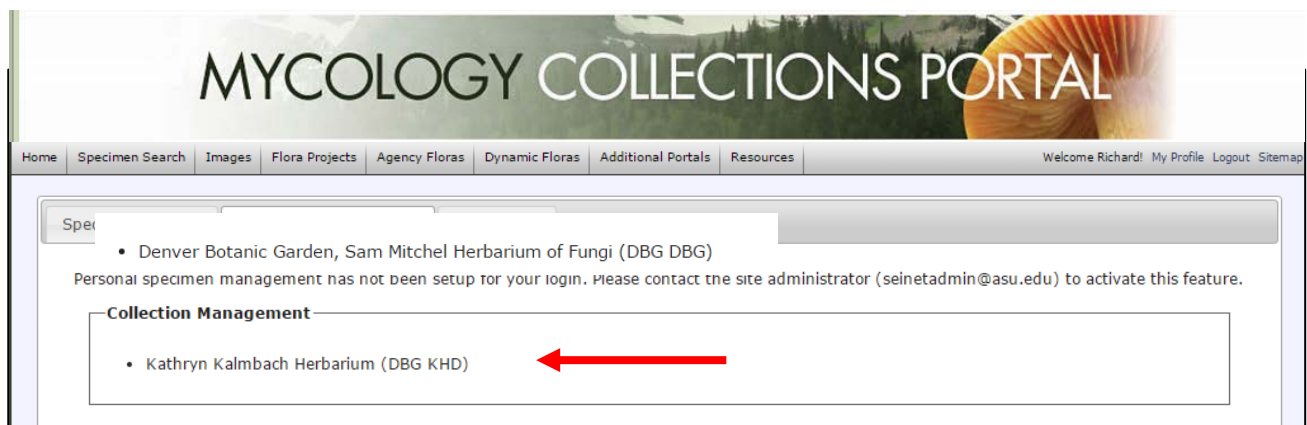 MYCOLOGY COLLECTIONS PORTAL
Home Specimen Search Images Flora Projects Agency Floras Dynamic Floras Additional Portals Resources Welcome Richard! My Profile Logout Sitemap
• Denver Botanic Garden, Sam Mitchel Herbarium of Fungi (DBG DBG)
Personal specimen management has not been setup for your login. Please contact the site administrator (seinetadmin@asu.edu) to activate this feature.
Collection Management
• Kathryn Kalmbach Herbarium (DBG KHD)